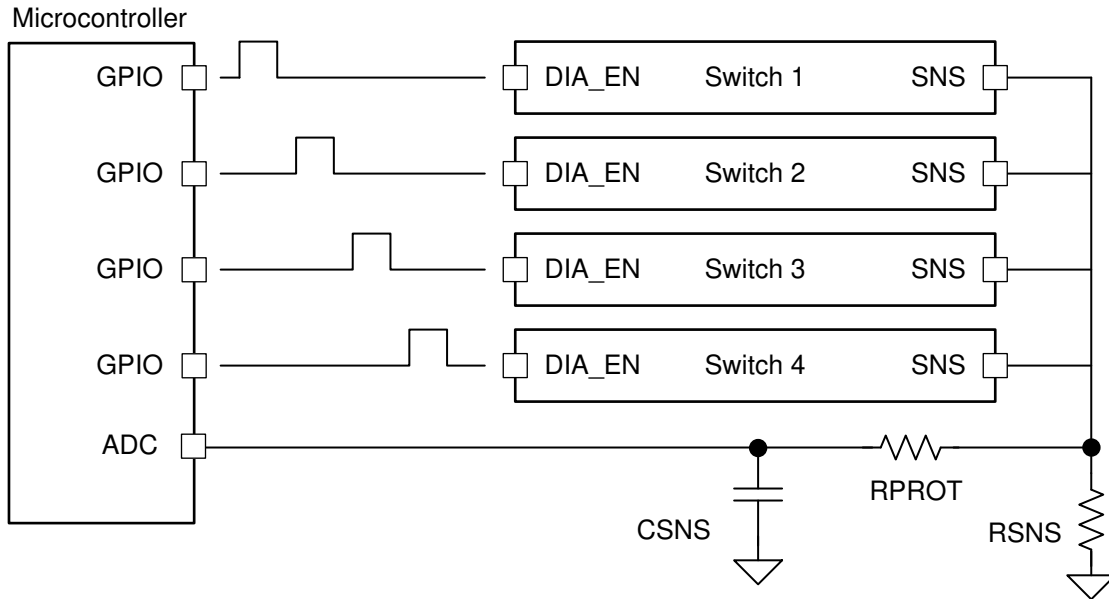 Microcontroller
GPIO DIA_EN Switch 1 SNS
GPIO DIA_EN Switch 2 SNS
GPIO DIA_EN Switch 3 SNS
GPIO DIA_EN Switch 4 SNS
ADC
RPROT
CSNS RSNS